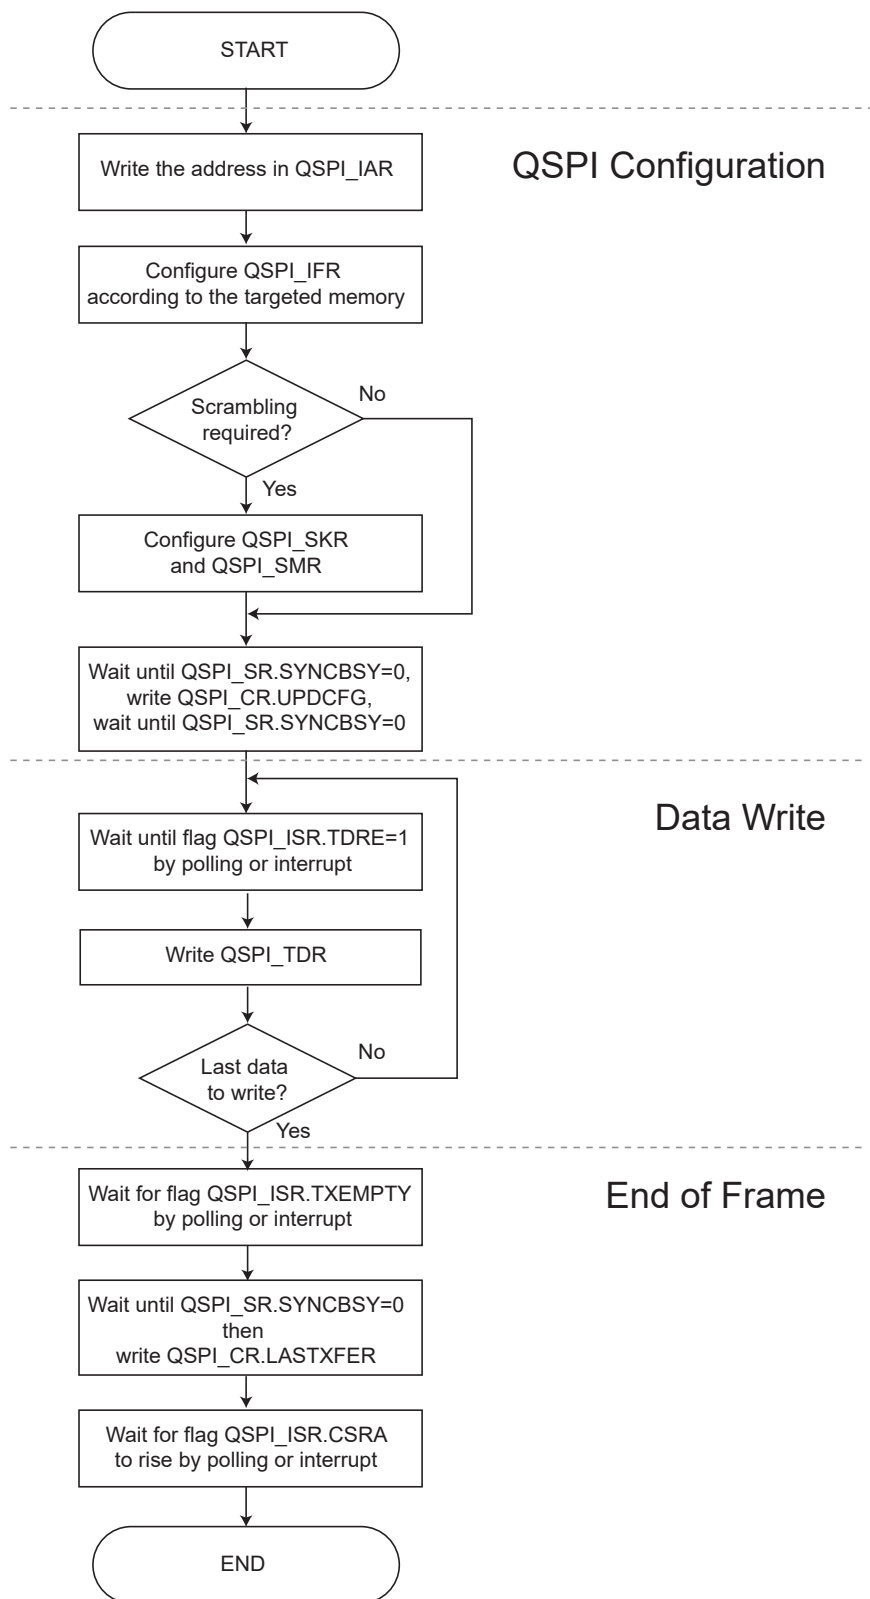 START
QSPI Configuration
Write the address in QSPI_IAR
Configure QSPI_IFR
according to the targeted memory
Scrambling
required?
No
Yes
Configure QSPI_SKR
and QSPI_SMR
Wait until QSPI_SR.SYNCBSY=0,
write QSPI_CR.UPDCFG,
wait until QSPI_SR.SYNCBSY=0
Data Write
Wait until flag QSPI_ISR.TDRE=1
by polling or interrupt
Write QSPI_TDR
Last data
to write?
No
Yes
End of Frame
Wait for flag QSPI_ISR.TXEMPTY
by polling or interrupt
Wait until QSPI_SR.SYNCBSY=0
then
write QSPI_CR.LASTXFER
Wait for flag QSPI_ISR.CSRA
to rise by polling or interrupt
END